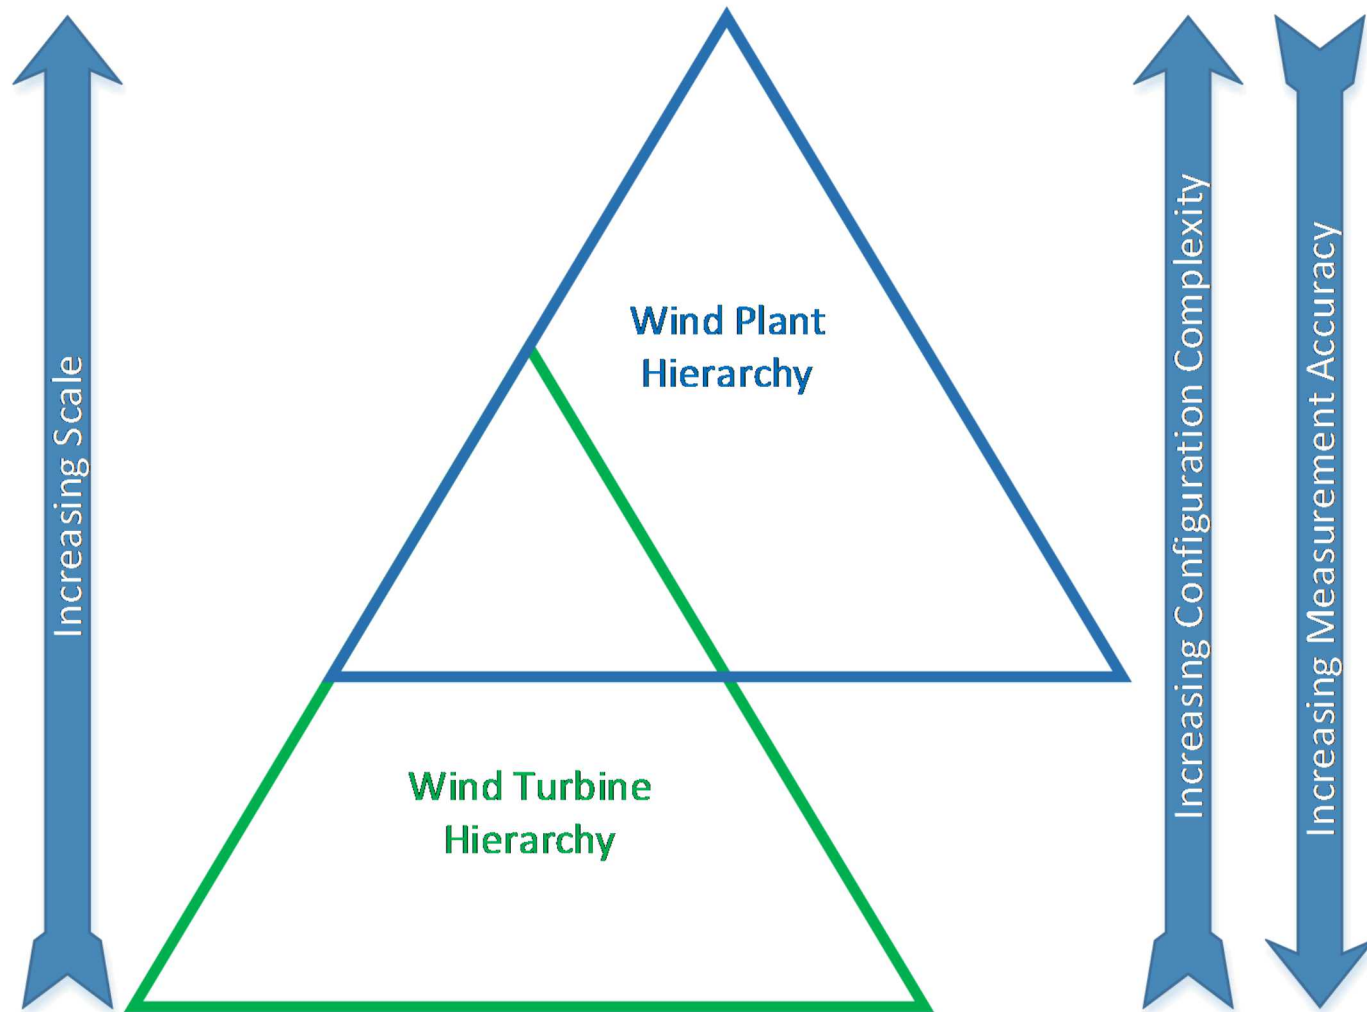 Increasing Scale
Wind Plant
Hierarchy
Wind Turbine
Hierarchy
Increasing Configuration Complexity
Increasing Measurement Accuracy